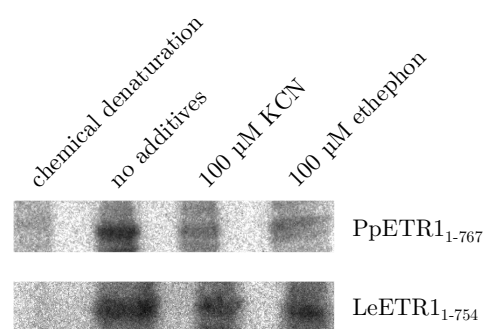 chemical denaturation
no additives
100 µM KCN
100 µM ethephon
PpETR1₁₋₇₆₇
LeETR1₁₋₇₅₄